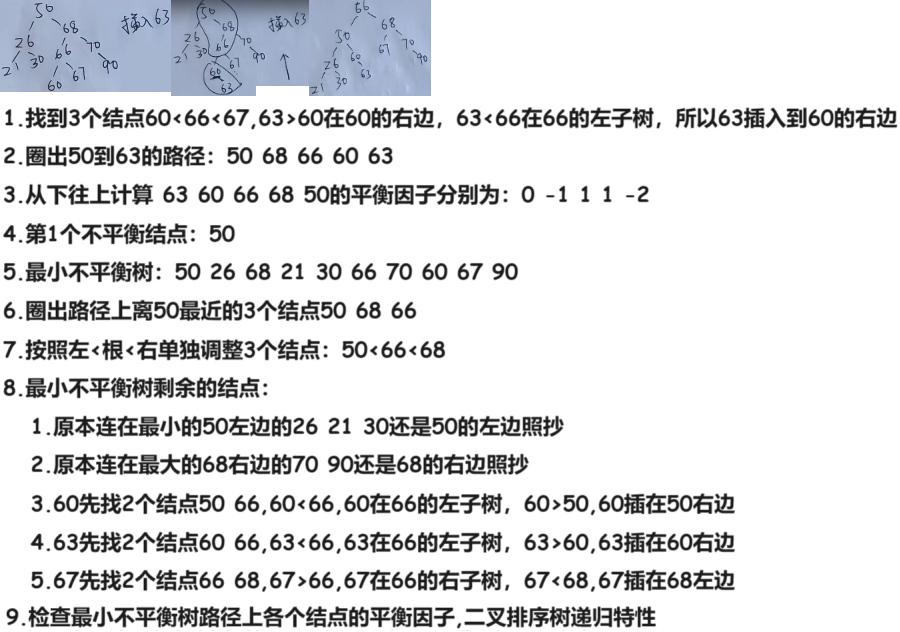 50
68
26
70
66
21 30
67
90
60
插入63
50
68
26
66
70
21 30
67
90
60
63
插入63
66
50
68
26
60
67
70
21 30
63
90
1.找到3个结点60<66<67,63>60在60的右边，63<66在66的左子树，所以63插入到60的右边
2.圈出50到63的路径：50 68 66 60 63
3.从下往上计算 63 60 66 68 50的平衡因子分别为：0 -1 1 1 -2
4.第1个不平衡结点：50
5.最小不平衡树：50 26 68 21 30 66 70 60 67 90
6.圈出路径上离50最近的3个结点50 68 66
7.按照左<根<右单独调整3个结点：50<66<68
8.最小不平衡树剩余的结点：
1.原本连在最小的50左边的26 21 30还是50的左边照抄
2.原本连在最大的68右边的70 90还是68的右边照抄
3.60先找2个结点50 66,60<66,60在66的左子树，60>50,60插在50右边
4.63先找2个结点60 66,63<66,63在66的左子树，63>60,63插在60右边
5.67先找2个结点66 68,67>66,67在66的右子树，67<68,67插在68左边
9.检查最小不平衡树路径上各个结点的平衡因子,二叉排序树递归特性